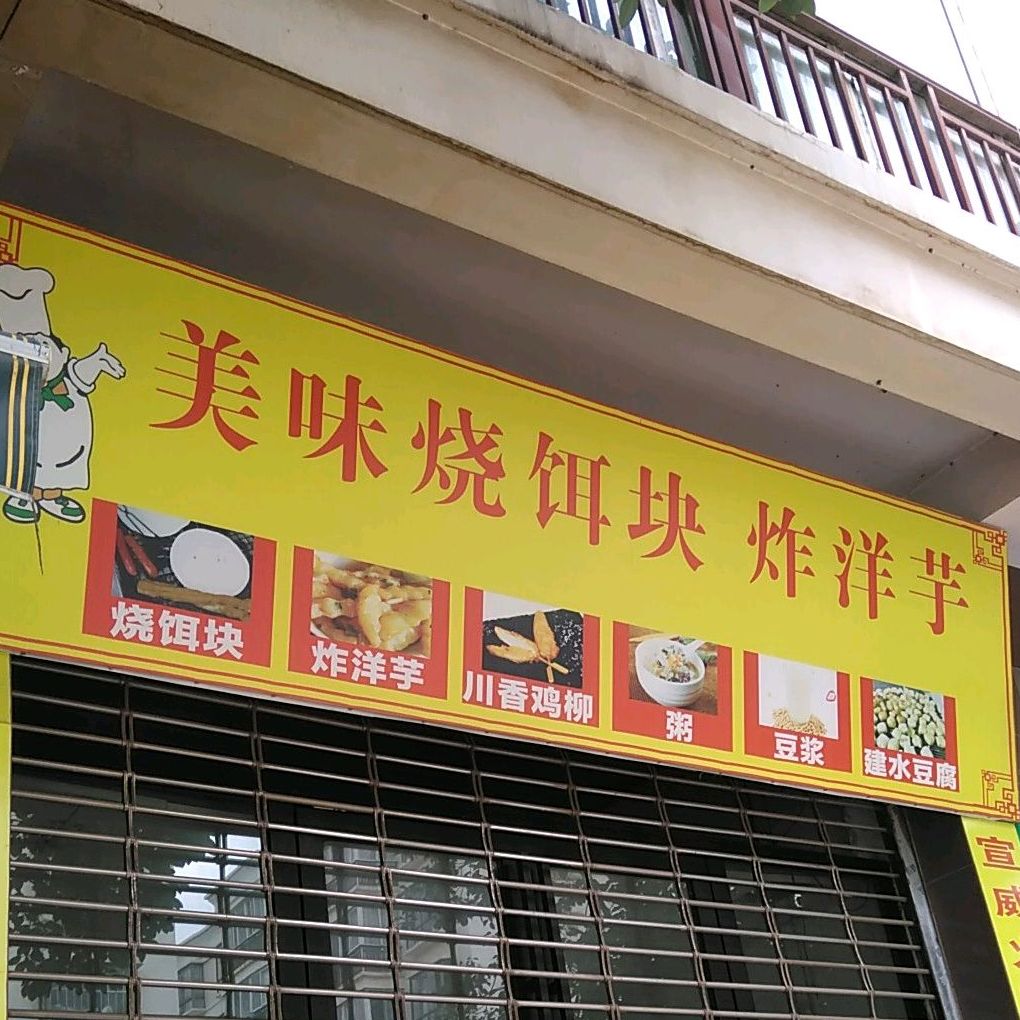 美味烧饵块 炸洋芋
烧饵块
炸洋芋
川香鸡柳
粥
豆浆
建水豆腐
宣威